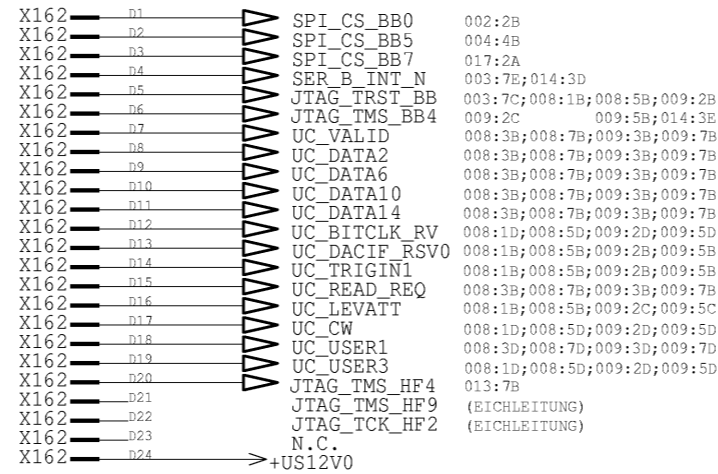 X162 D1 SPI_CS_BB0 002:2B
X162 D2 SPI_CS_BB5 004:4B
X162 D3 SPI_CS_BB7 017:2A
X162 D4 SER_B_INT_N 003:7E;014:3D
X162 D5 JTAG_TRST_BB 003:7C;008:1B;008:5B;009:2B
X162 D6 JTAG_TMS_BB4 009:2C 009:5B;014:3E
X162 D7 UC_VALID 008:3B;008:7B;009:3B;009:7B
X162 D8 UC_DATA2 008:3B;008:7B;009:3B;009:7B
X162 D9 UC_DATA6 008:3B;008:7B;009:3B;009:7B
X162 D10 UC_DATA10 008:3B;008:7B;009:3B;009:7B
X162 D11 UC_DATA14 008:3B;008:7B;009:3B;009:7B
X162 D12 UC_BITCLK_RV 008:1D;008:5D;009:2D;009:5D
X162 D13 UC_DACIF_RSV0 008:1B;008:5B;009:2B;009:5B
X162 D14 UC_TRIGIN1 008:1B;008:5B;009:2B;009:5B
X162 D15 UC_READ_REQ 008:3B;008:7B;009:3B;009:7B
X162 D16 UC_LEVATT 008:1B;008:5B;009:2C;009:5C
X162 D17 UC_CW 008:1D;008:5D;009:2D;009:5D
X162 D18 UC_USER1 008:3D;008:7D;009:3D;009:7D
X162 D19 UC_USER3 008:1D;008:5D;009:2D;009:5D
X162 D20 JTAG_TMS_HF4 013:7B
X162 D21 JTAG_TMS_HF9 (EICHLEITUNG)
X162 D22 JTAG_TCK_HF2 (EICHLEITUNG)
X162 D23 N.C.
X162 D24 +US12V0